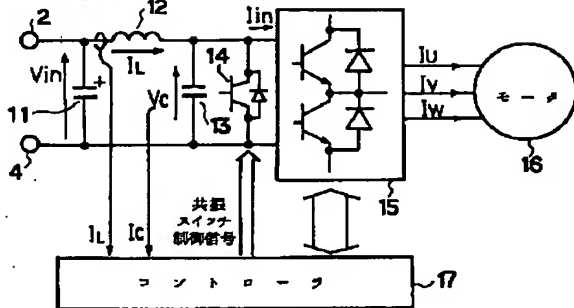 2
12
Iin
IL
14
IU
Vin
+
Vc
IV
IW
11
13
モータ
16
4
15
IL
Ic
共振
スイッチ
制御信号
コントローラ
17